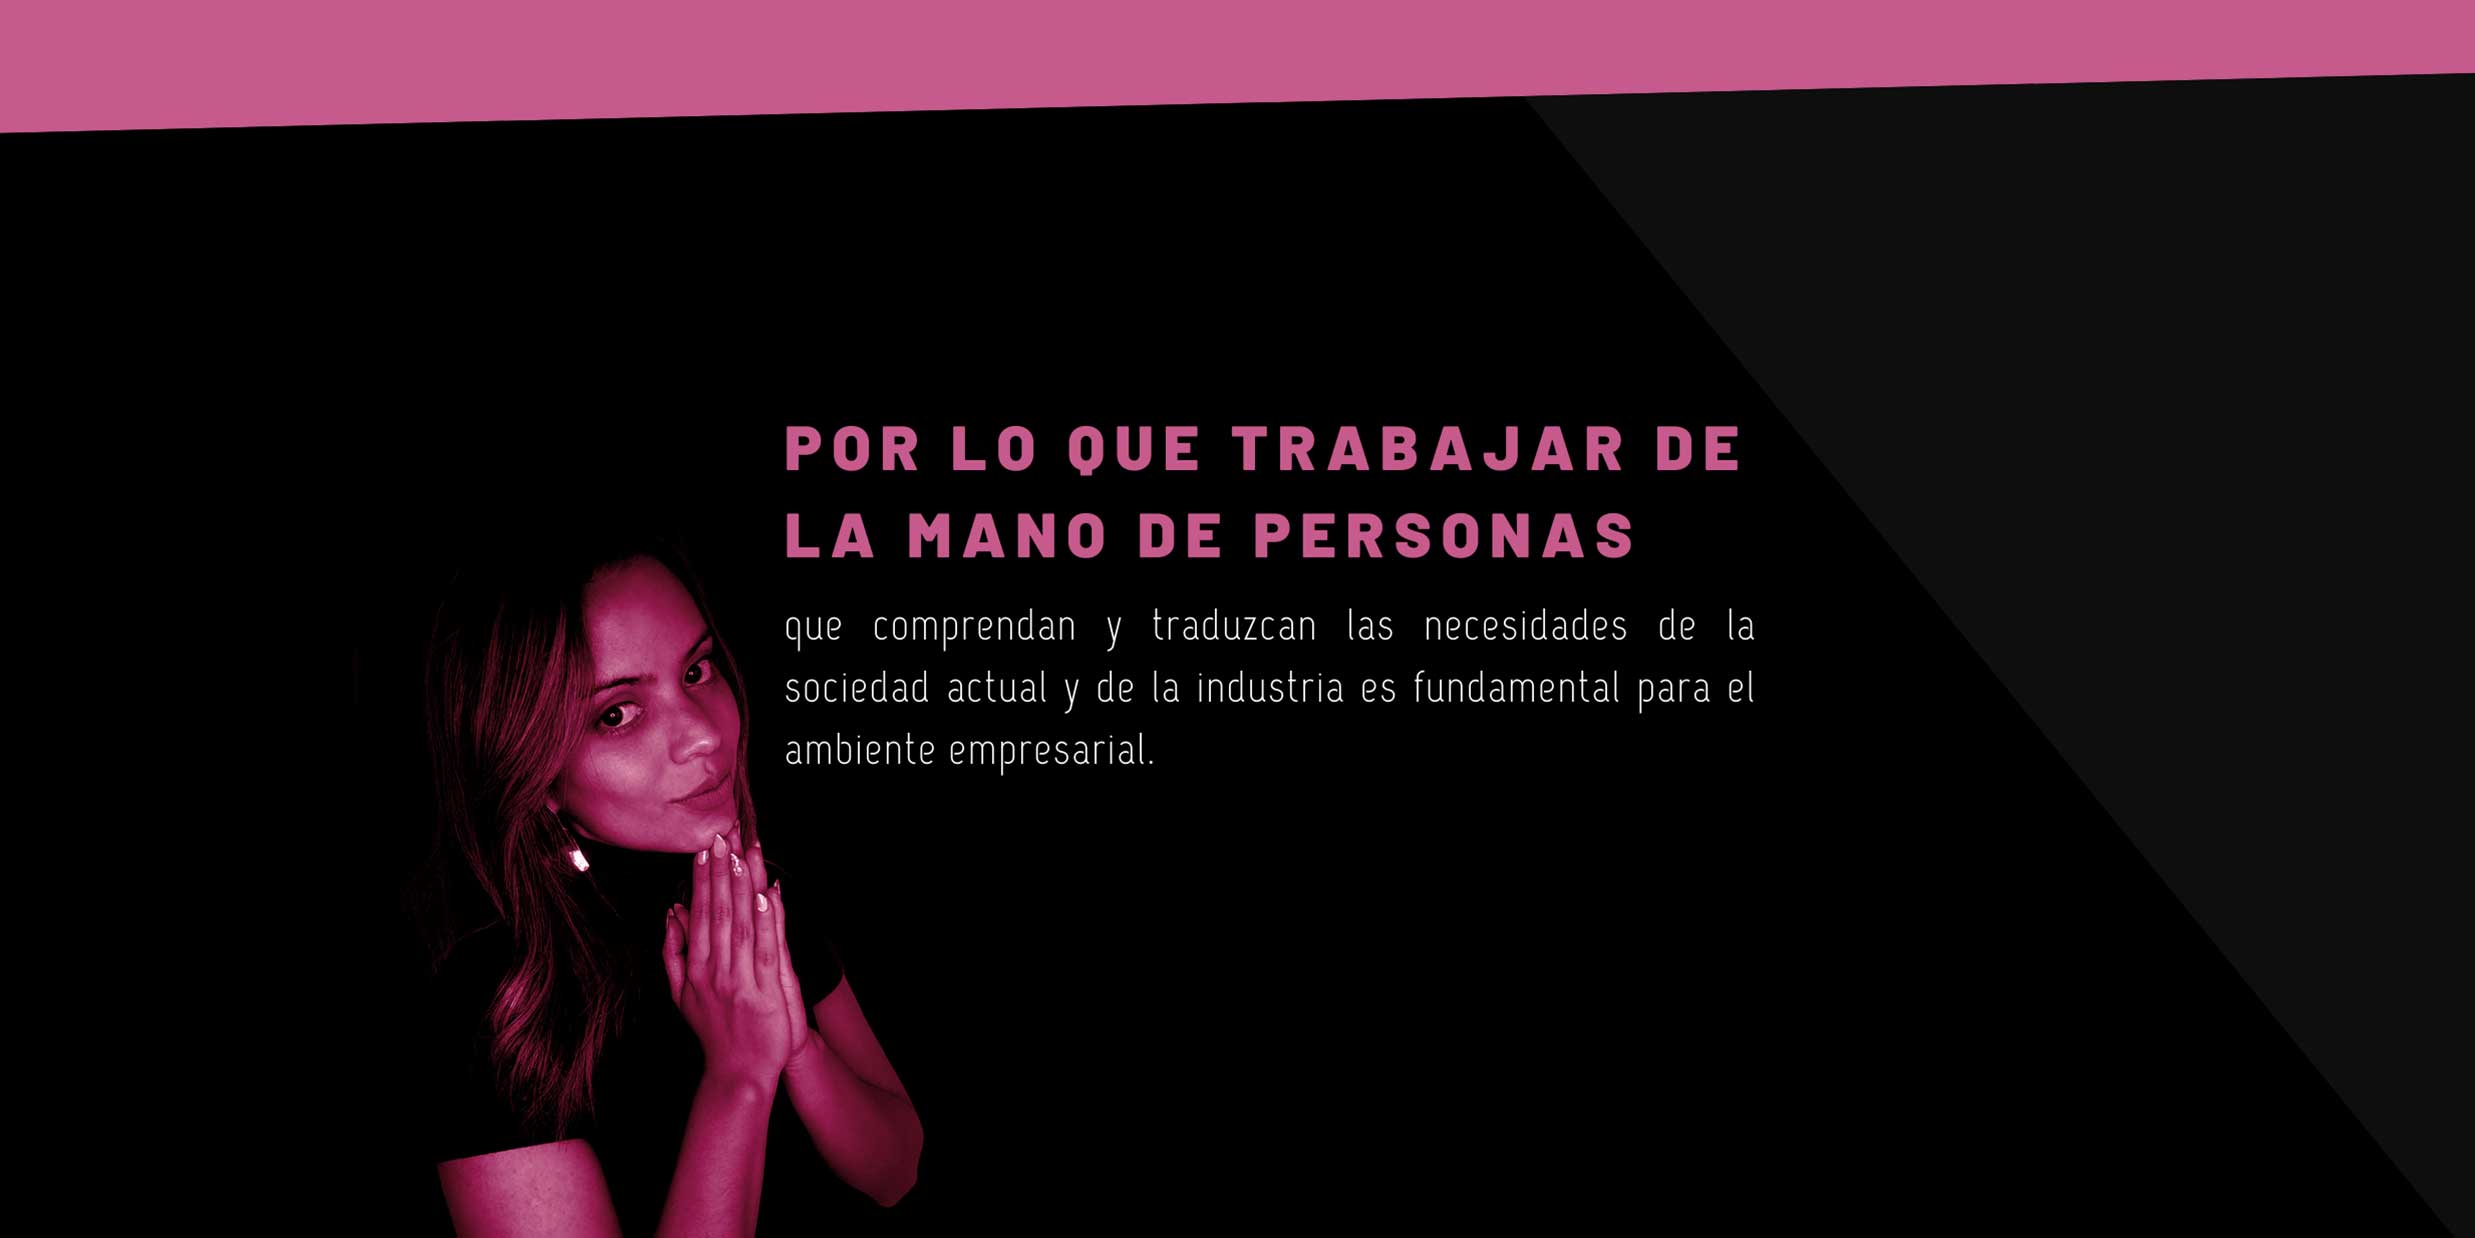 POR LO QUE TRABAJAR DE
LA MANO DE PERSONAS
que comprendan y traduzcan las necesidades de la
sociedad actual y de la industria es fundamental para el
ambiente empresarial.